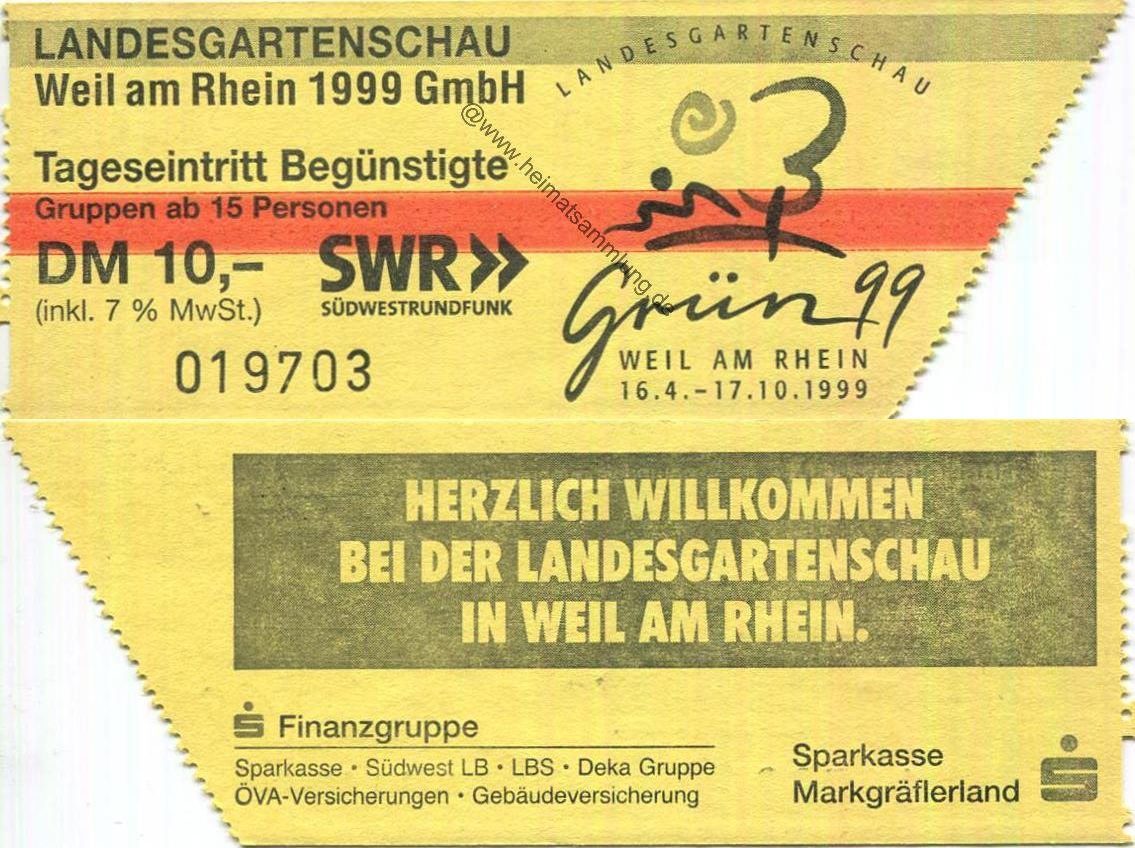 LANDESGARTENSCHAU
Weil am Rhein 1999 GmbH
Tageseintritt Begünstigte
Gruppen ab 15 Personen
DM 10,–
(inkl. 7 % MwSt.)
SWR
SÜDWESTRUNDFUNK
019703
LANDESGARTENSCHAU
Grün 99
WEIL AM RHEIN
16.4.–17.10.1999
@www.heimatsammlung.de
HERZLICH WILLKOMMEN
BEI DER LANDESGARTENSCHAU
IN WEIL AM RHEIN.
Finanzgruppe
Sparkasse • Südwest LB • LBS • Deka Gruppe
ÖVA-Versicherungen • Gebäudeversicherung
Sparkasse
Markgräflerland